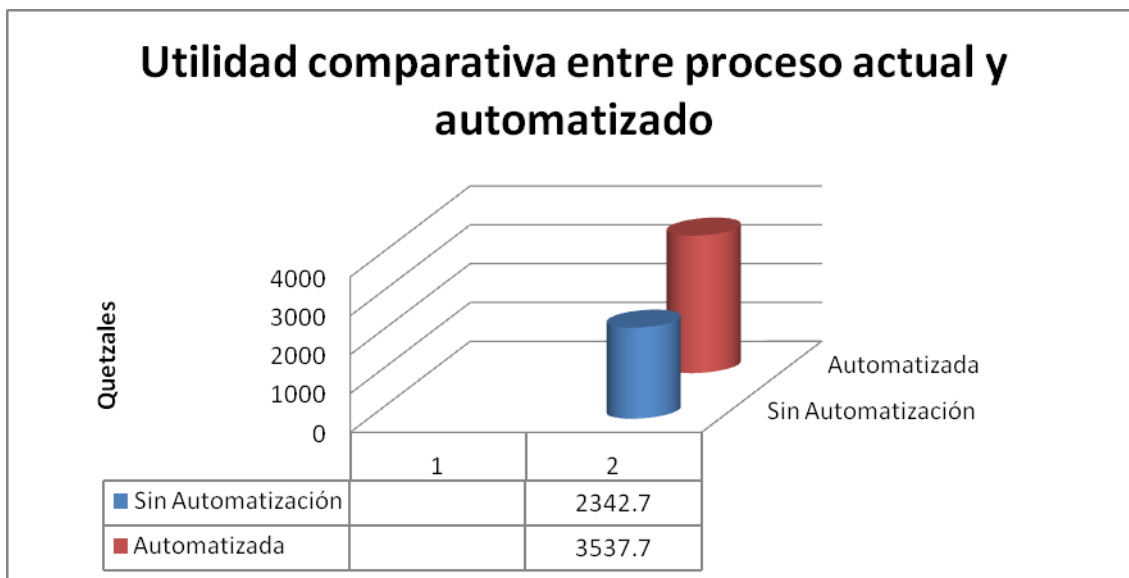 Utilidad comparativa entre proceso actual y
automatizado
Quetzales
4000
3000
2000
1000
0
Automatizada
Sin Automatización
1 2
Sin Automatización 2342.7
Automatizada 3537.7